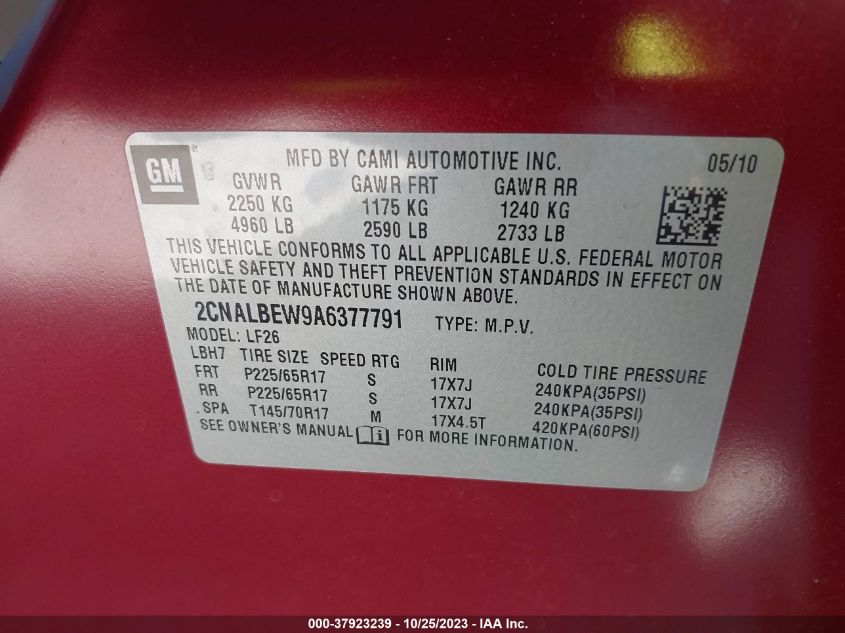 GM
® 13
MFD BY CAMI AUTOMOTIVE INC. 05/10
GVWR GAWR FRT GAWR RR
2250 KG 1175 KG 1240 KG
4960 LB 2590 LB 2733 LB
THIS VEHICLE CONFORMS TO ALL APPLICABLE U.S. FEDERAL MOTOR
VEHICLE SAFETY AND THEFT PREVENTION STANDARDS IN EFFECT ON
THE DATE OF MANUFACTURE SHOWN ABOVE.
2CNALBEW9A6377791 TYPE: M.P.V.
MODEL: LF26
LBH7 TIRE SIZE SPEED RTG RIM COLD TIRE PRESSURE
FRT P225/65R17 S 17X7J 240KPA(35PSI)
RR P225/65R17 S 17X7J 240KPA(35PSI)
.SPA T145/70R17 M 17X4.5T 420KPA(60PSI)
SEE OWNER'S MANUAL FOR MORE INFORMATION.
000-37923239 - 10/25/2023 - IAA Inc.